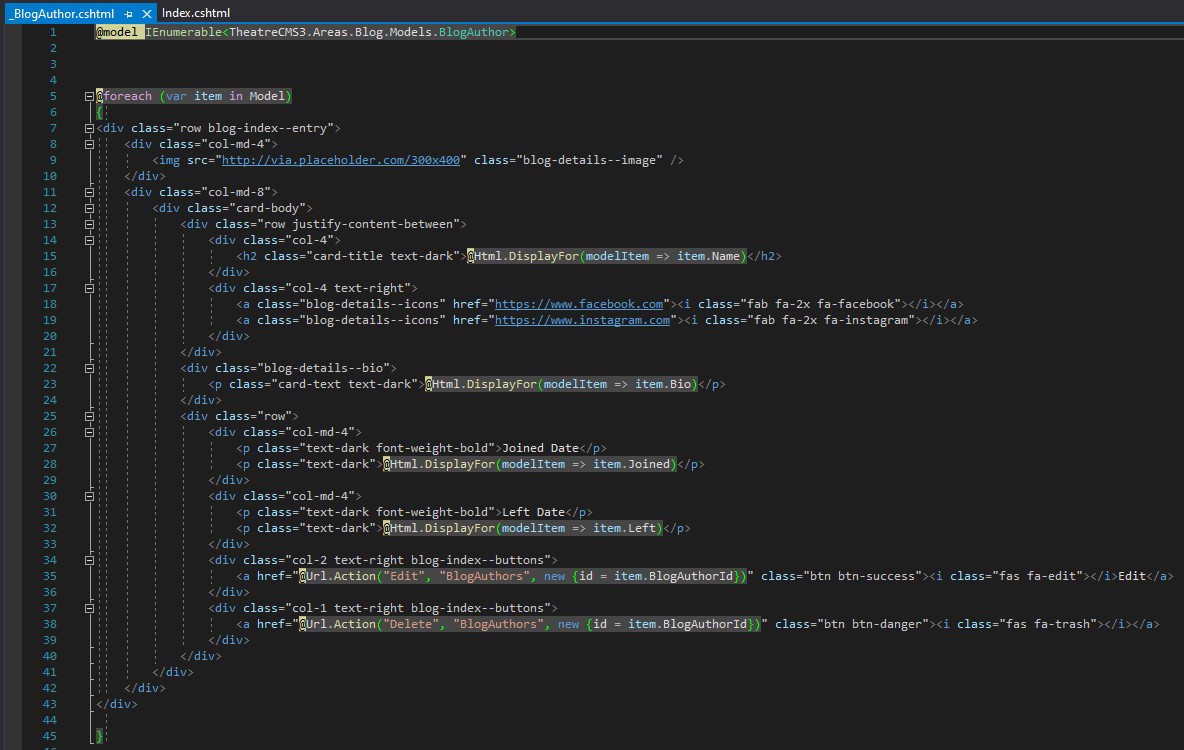 _BlogAuthor.cshtml Index.cshtml
1 @model IEnumerable<TheatreCMS3.Areas.Blog.Models.BlogAuthor>
2
3
4
5 @foreach (var item in Model)
6 {
7 <div class="row blog-index--entry">
8 <div class="col-md-4">
9 <img src="http://via.placeholder.com/300x400" class="blog-details--image" />
10 </div>
11 <div class="col-md-8">
12 <div class="card-body">
13 <div class="row justify-content-between">
14 <div class="col-4">
15 <h2 class="card-title text-dark">@Html.DisplayFor(modelItem => item.Name)</h2>
16 </div>
17 <div class="col-4 text-right">
18 <a class="blog-details--icons" href="https://www.facebook.com"><i class="fab fa-2x fa-facebook"></i></a>
19 <a class="blog-details--icons" href="https://www.instagram.com"><i class="fab fa-2x fa-instagram"></i></a>
20 </div>
21 </div>
22 <div class="blog-details--bio">
23 <p class="card-text text-dark">@Html.DisplayFor(modelItem => item.Bio)</p>
24 </div>
25 <div class="row">
26 <div class="col-md-4">
27 <p class="text-dark font-weight-bold">Joined Date</p>
28 <p class="text-dark">@Html.DisplayFor(modelItem => item.Joined)</p>
29 </div>
30 <div class="col-md-4">
31 <p class="text-dark font-weight-bold">Left Date</p>
32 <p class="text-dark">@Html.DisplayFor(modelItem => item.Left)</p>
33 </div>
34 <div class="col-2 text-right blog-index--buttons">
35 <a href="@Url.Action("Edit", "BlogAuthors", new {id = item.BlogAuthorId})" class="btn btn-success"><i class="fas fa-edit"></i>Edit</a>
36 </div>
37 <div class="col-1 text-right blog-index--buttons">
38 <a href="@Url.Action("Delete", "BlogAuthors", new {id = item.BlogAuthorId})" class="btn btn-danger"><i class="fas fa-trash"></i></a>
39 </div>
40 </div>
41 </div>
42 </div>
43 </div>
44
45 }